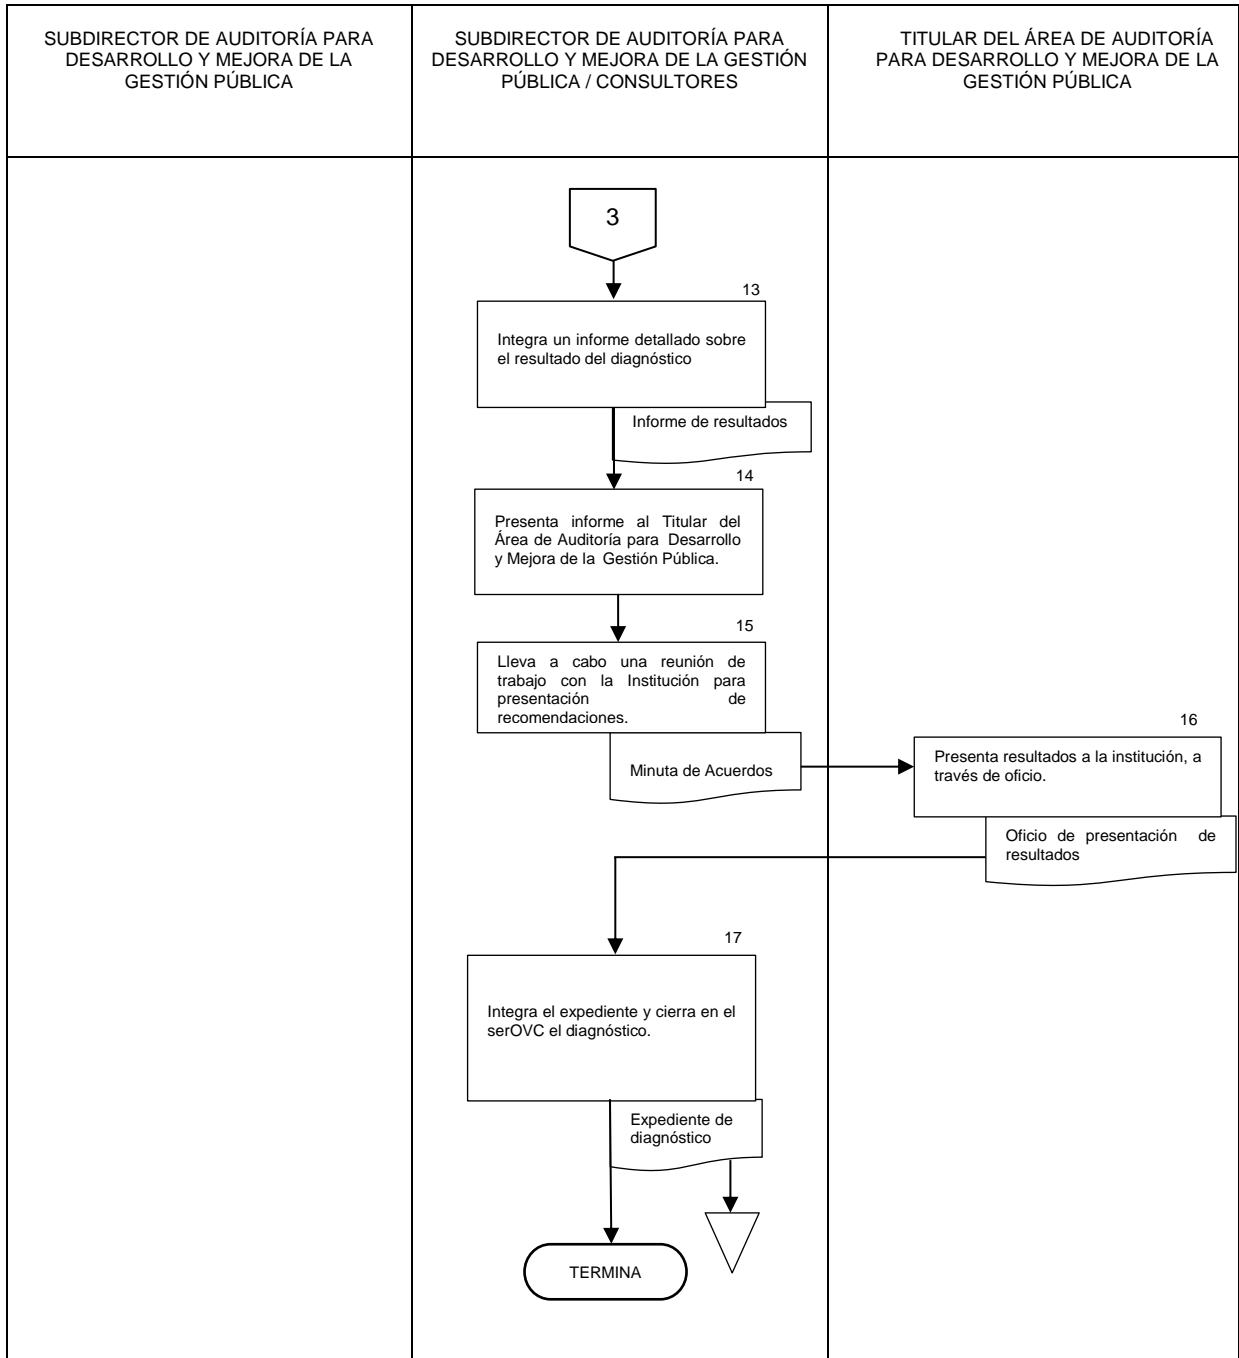 SUBDIRECTOR DE AUDITORÍA PARA
DESARROLLO Y MEJORA DE LA
GESTIÓN PÚBLICA
SUBDIRECTOR DE AUDITORÍA PARA
DESARROLLO Y MEJORA DE LA GESTIÓN
PÚBLICA / CONSULTORES
TITULAR DEL ÁREA DE AUDITORÍA
PARA DESARROLLO Y MEJORA DE LA
GESTIÓN PÚBLICA
3
13
Integra un informe detallado sobre
el resultado del diagnóstico
Informe de resultados
14
Presenta informe al Titular del
Área de Auditoría para Desarrollo
y Mejora de la Gestión Pública.
15
Lleva a cabo una reunión de
trabajo con la Institución para
presentación de
recomendaciones.
Minuta de Acuerdos
16
Presenta resultados a la institución, a
través de oficio.
Oficio de presentación de
resultados
17
Integra el expediente y cierra en el
serOVC el diagnóstico.
Expediente de
diagnóstico
TERMINA